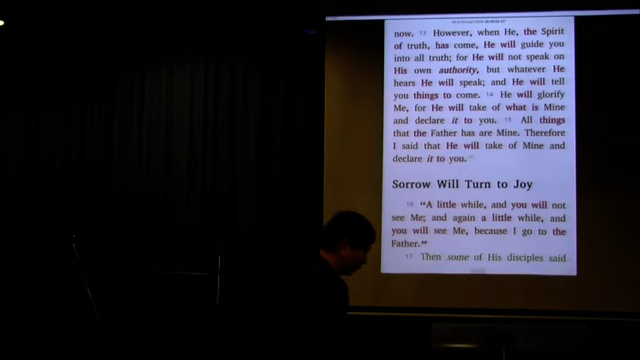 now. 13 However, when He, the Spirit
of truth, has come, He will guide you
into all truth; for He will not speak on
His own authority, but whatever He
hears He will speak; and He will tell
you things to come. 14 He will glorify
Me, for He will take of what is Mine
and declare it to you. 15 All things
that the Father has are Mine. Therefore
I said that He will take of Mine and
declare it to you.
Sorrow Will Turn to Joy
16 "A little while, and you will not
see Me; and again a little while, and
you will see Me, because I go to the
Father."
17 Then some of His disciples said